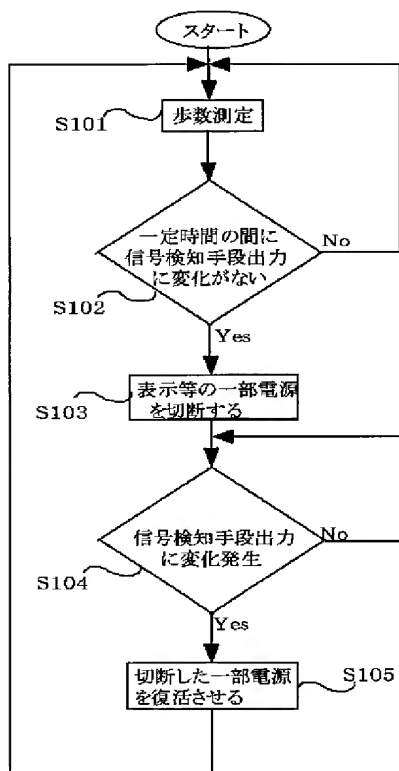 スタート
歩数測定
S101
一定時間の間に
信号検知手段出力
に変化がない
No
S102
Yes
表示等の一部電源
を切断する
S103
信号検知手段出力
に変化発生
No
S104
Yes
切断した一部電源
を復活させる
S105